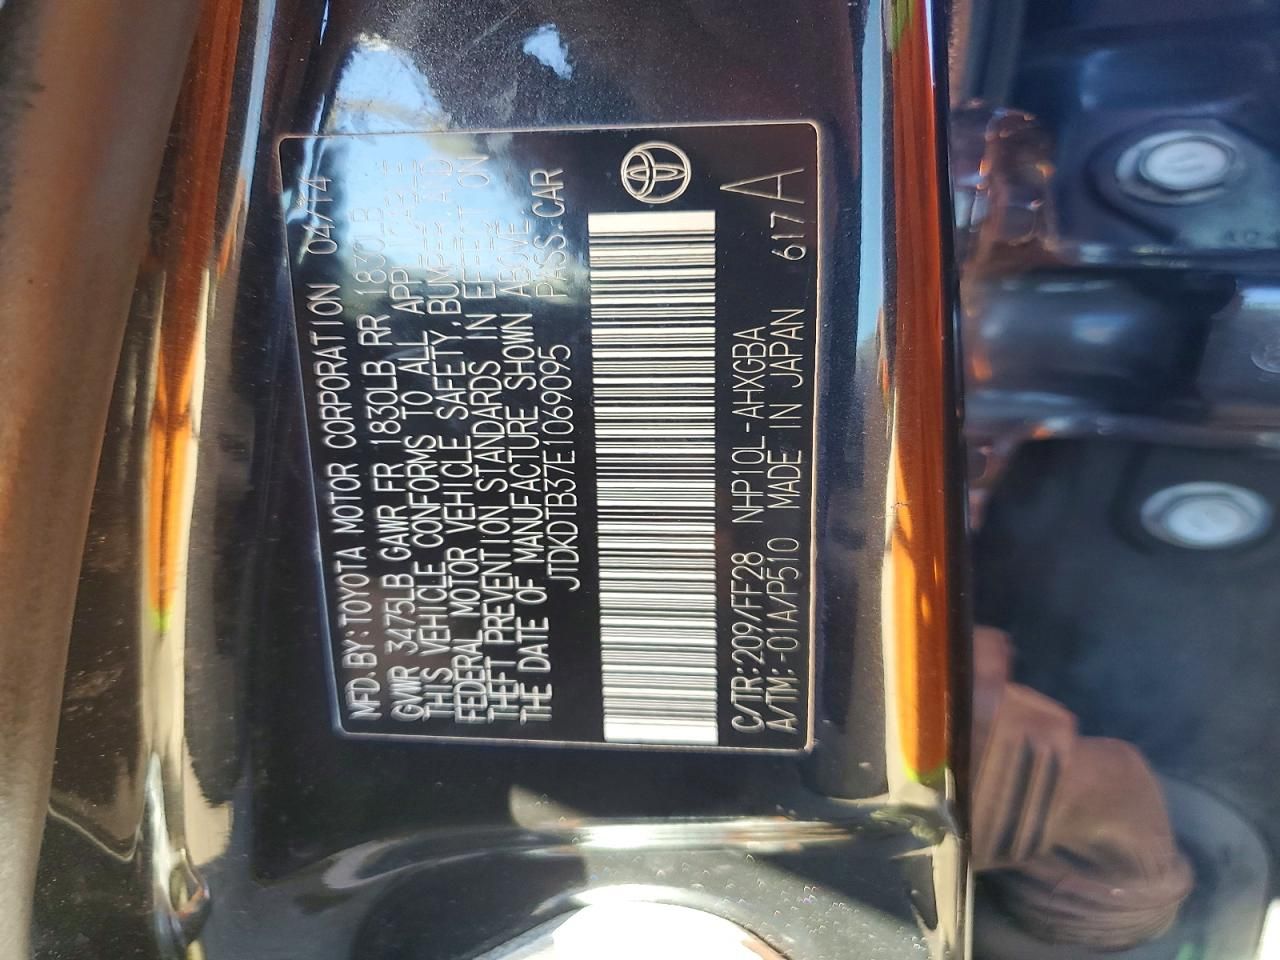 MFD.BY:TOYOTA MOTOR CORPORATION 04/14
GVWR 3475LB GAWR FR 1830LB RR 1830LB
THIS VEHICLE CONFORMS TO ALL APPLICABLE
FEDERAL MOTOR VEHICLE SAFETY,BUMPER,AND
THEFT PREVENTION STANDARDS IN EFFECT ON
THE DATE OF MANUFACTURE SHOWN ABOVE.
JTDKDTB37E1069095 PASS.CAR
C/TR:209/FF28 NHP10L-AHXGBA
A/TM:-01A/P510 MADE IN JAPAN 617A